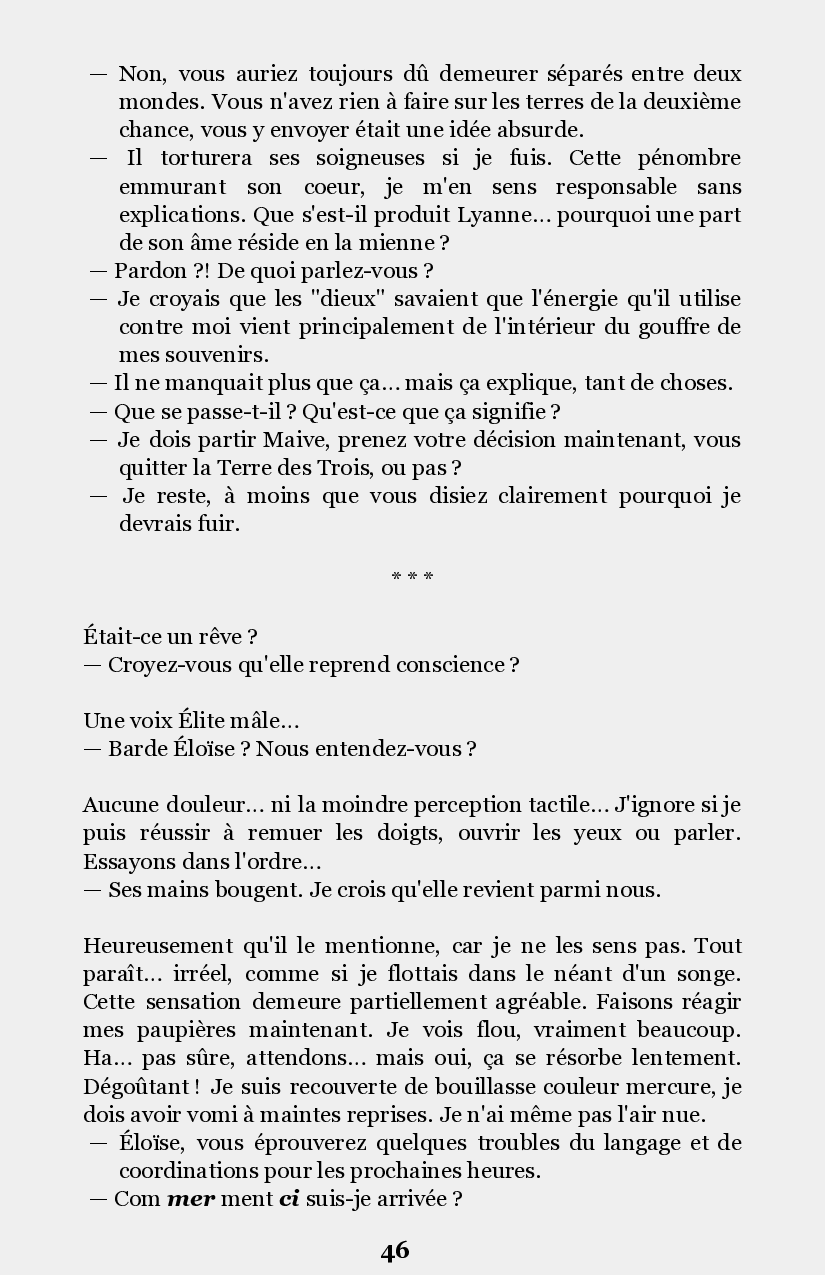 — Non, vous auriez toujours dû demeurer séparés entre deux
mondes. Vous n'avez rien à faire sur les terres de la deuxième
chance, vous y envoyer était une idée absurde.
— Il torturera ses soigneuses si je fuis. Cette pénombre
emmurant son coeur, je m'en sens responsable sans
explications. Que s'est-il produit Lyanne... pourquoi une part
de son âme réside en la mienne ?
— Pardon ?! De quoi parlez-vous ?
— Je croyais que les "dieux" savaient que l'énergie qu'il utilise
contre moi vient principalement de l'intérieur du gouffre de
mes souvenirs.
— Il ne manquait plus que ça... mais ça explique, tant de choses.
— Que se passe-t-il ? Qu'est-ce que ça signifie ?
— Je dois partir Maive, prenez votre décision maintenant, vous
quitter la Terre des Trois, ou pas ?
— Je reste, à moins que vous disiez clairement pourquoi je
devrais fuir.
* * *
Était-ce un rêve ?
— Croyez-vous qu'elle reprend conscience ?
Une voix Élite mâle...
— Barde Éloïse ? Nous entendez-vous ?
Aucune douleur... ni la moindre perception tactile... J'ignore si je
puis réussir à remuer les doigts, ouvrir les yeux ou parler.
Essayons dans l'ordre...
— Ses mains bougent. Je crois qu'elle revient parmi nous.
Heureusement qu'il le mentionne, car je ne les sens pas. Tout
paraît... irréel, comme si je flottais dans le néant d'un songe.
Cette sensation demeure partiellement agréable. Faisons réagir
mes paupières maintenant. Je vois flou, vraiment beaucoup.
Ha... pas sûre, attendons... mais oui, ça se résorbe lentement.
Dégoûtant ! Je suis recouverte de bouillasse couleur mercure, je
dois avoir vomi à maintes reprises. Je n'ai même pas l'air nue.
— Éloïse, vous éprouverez quelques troubles du langage et de
coordinations pour les prochaines heures.
— Com mer ment ci suis-je arrivée ?
46